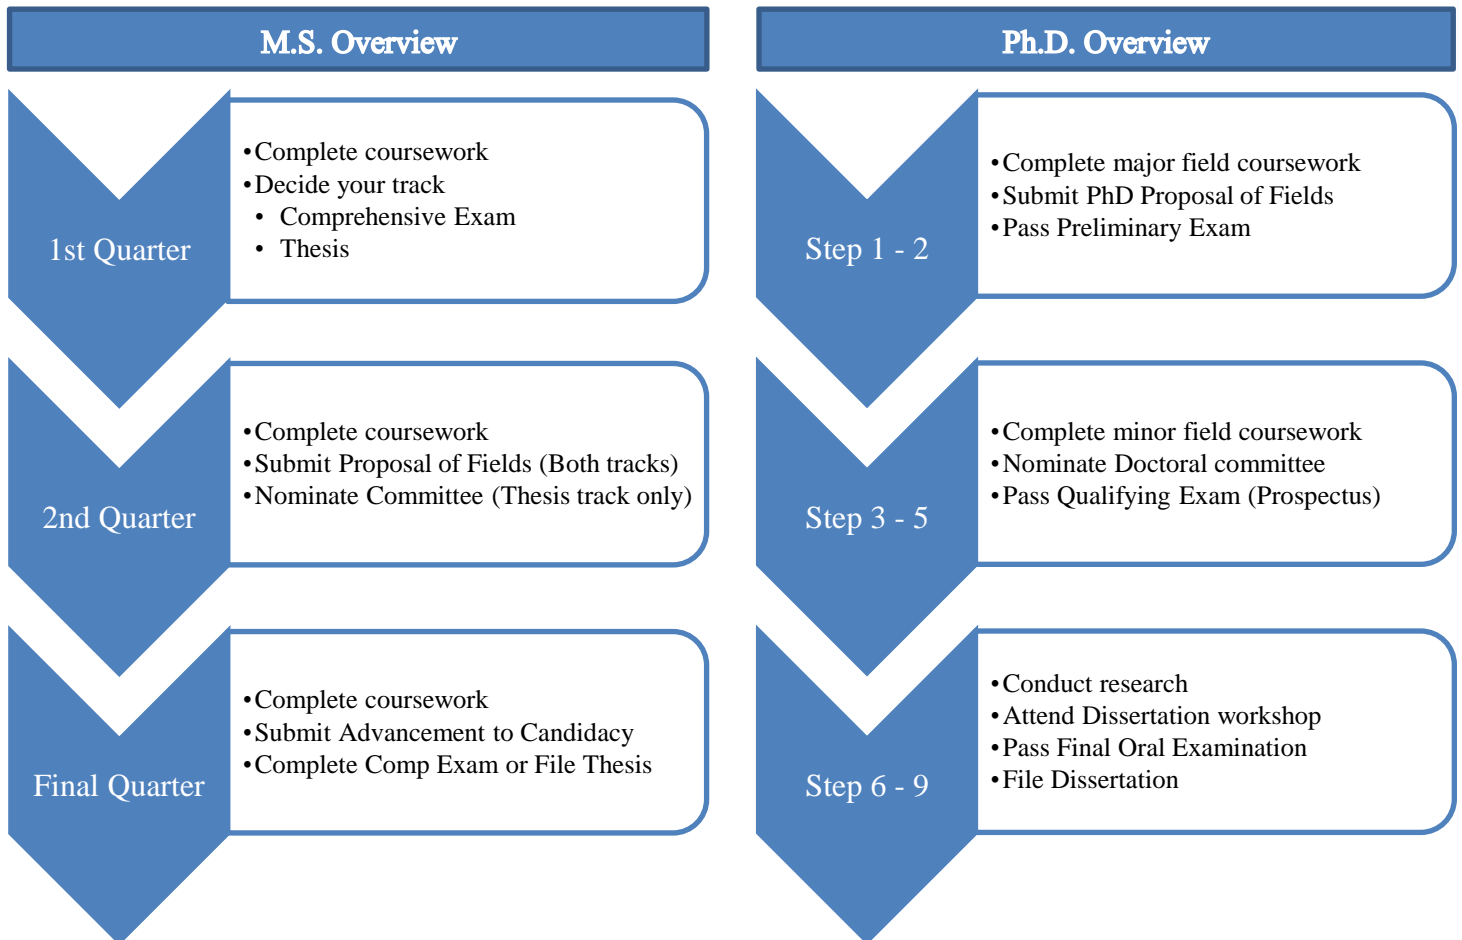 M.S. Overview
1st Quarter
•Complete coursework
•Decide your track
• Comprehensive Exam
• Thesis
2nd Quarter
•Complete coursework
•Submit Proposal of Fields (Both tracks)
•Nominate Committee (Thesis track only)
Final Quarter
•Complete coursework
•Submit Advancement to Candidacy
•Complete Comp Exam or File Thesis
Ph.D. Overview
Step 1 - 2
•Complete major field coursework
•Submit PhD Proposal of Fields
•Pass Preliminary Exam
Step 3 - 5
•Complete minor field coursework
•Nominate Doctoral committee
•Pass Qualifying Exam (Prospectus)
Step 6 - 9
•Conduct research
•Attend Dissertation workshop
•Pass Final Oral Examination
•File Dissertation